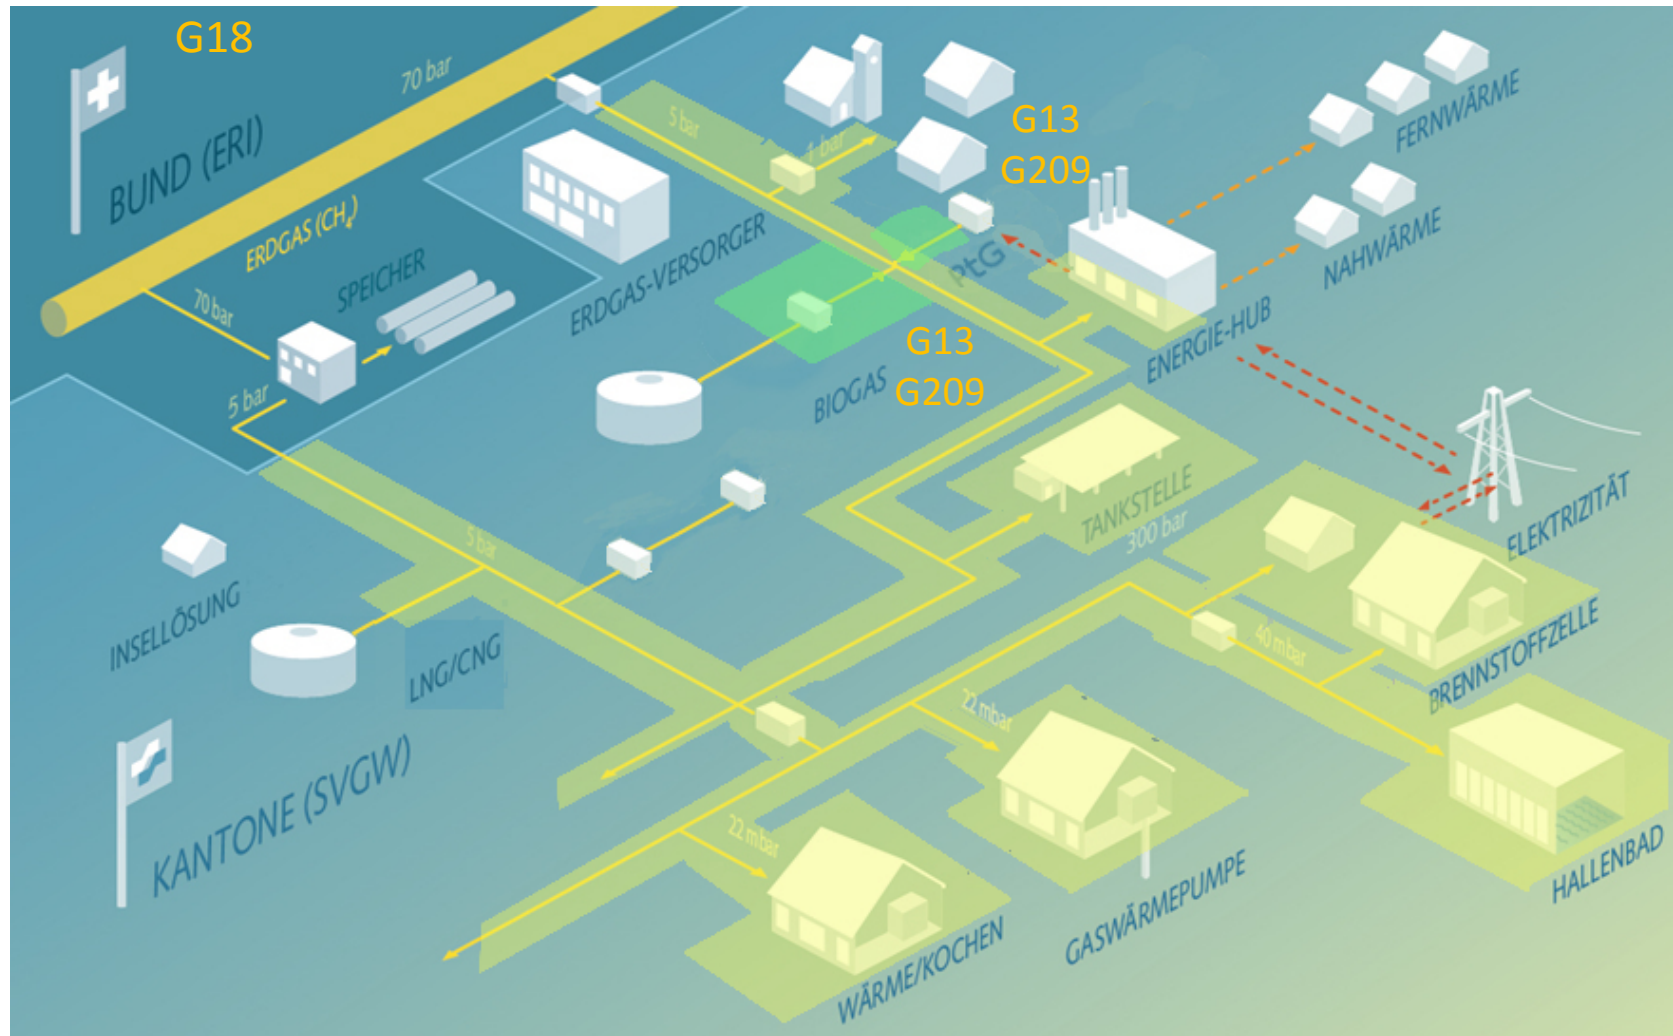 G18
70 bar
BUND (ERI)
ERDGAS (CH₄)
5 bar
1 bar
G13
G209
FERNWÄRME
NAHWÄRME
SPEICHER
ERDGAS-VERSORGER
PtG
70 bar
ENERGIE-HUB
G13
G209
BIOGAS
5 bar
TANKSTELLE
300 bar
ELEKTRIZITÄT
5 bar
INSELLÖSUNG
LNG/CNG
40 mbar
BRENNSTOFFZELLE
22 mbar
KANTONE (SVGW)
22 mbar
HALLENBAD
GASWÄRMEPUMPE
WÄRME/KOCHEN